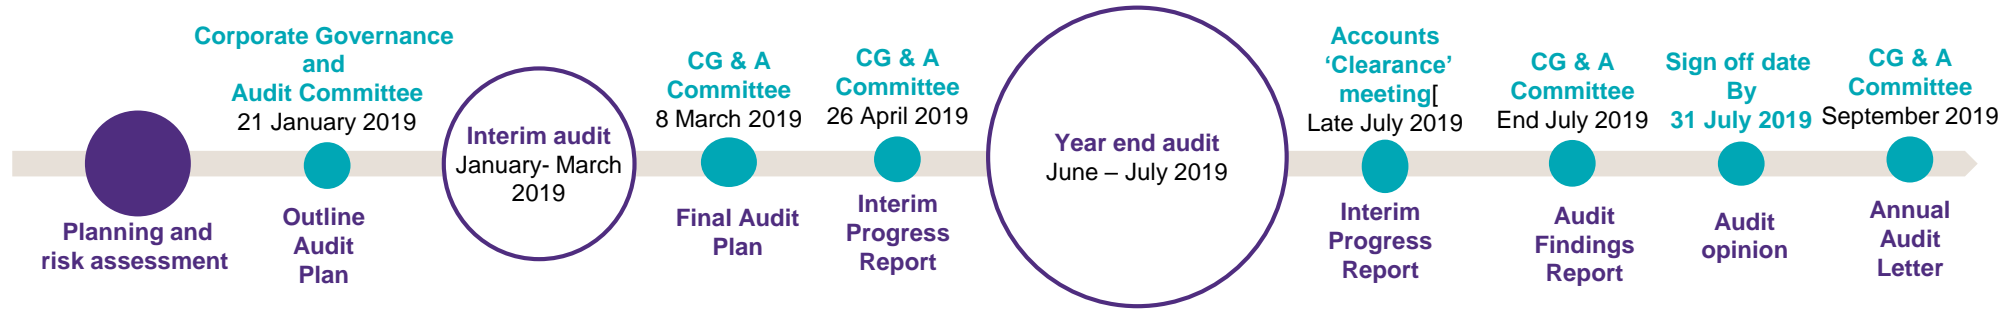 Planning and
risk assessment
Corporate Governance
and
Audit Committee
21 January 2019
Outline
Audit
Plan
Interim audit
January- March
2019
CG & A
Committee
8 March 2019
Final Audit
Plan
CG & A
Committee
26 April 2019
Interim
Progress
Report
Year end audit
June – July 2019
Accounts
‘Clearance’
meeting[
Late July 2019
Interim
Progress
Report
CG & A
Committee
End July 2019
Audit
Findings
Report
Sign off date
By
31 July 2019
Audit
opinion
CG & A
Committee
September 2019
Annual
Audit
Letter